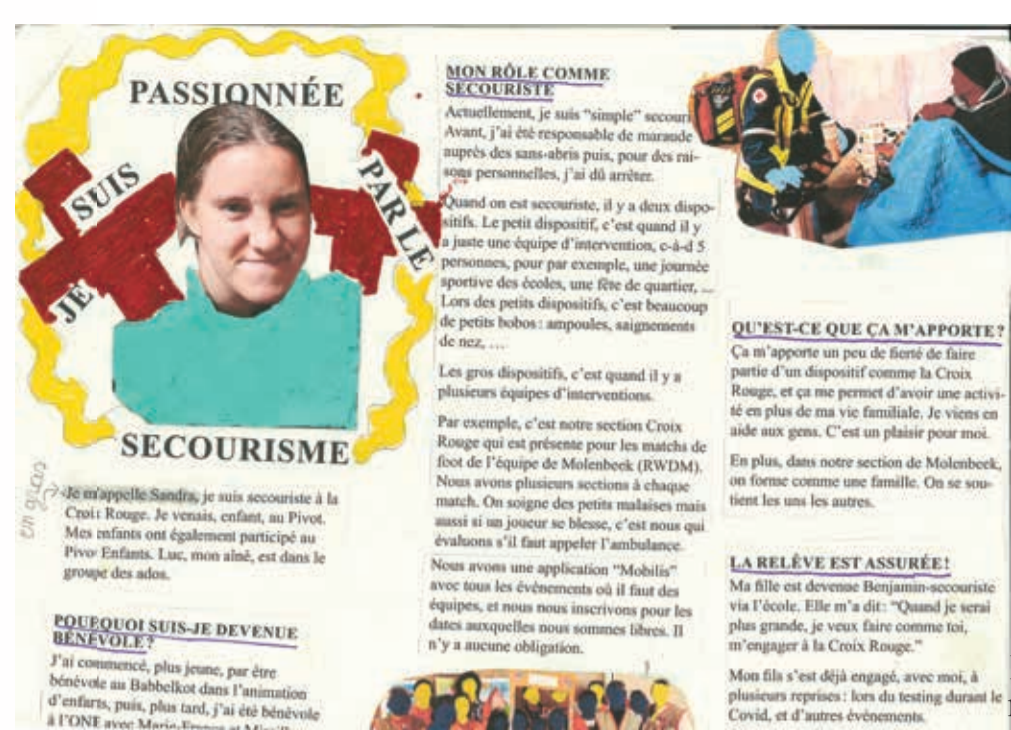 PASSIONNÉE
JE
SUIS
PAR LE
SECOURISME
en gras
Je m'appelle Sandra, je suis secouriste à la
Croix Rouge. Je venais, enfant, au Pivot.
Mes enfants ont également participé au
Pivot Enfants. Luc, mon aîné, est dans le
groupe des ados.
POURQUOI SUIS-JE DEVENUE
BÉNÉVOLE ?
J'ai commencé, plus jeune, par être
bénévole au Babbelkot dans l'animation
d'enfants, puis, plus tard, j'ai été bénévole
à l'ONE avec
MON RÔLE COMME
SECOURISTE
Actuellement, je suis "simple" secouri
Avant, j'ai été responsable de maraude
auprès des sans-abris puis, pour des rai-
sons personnelles, j'ai dû arrêter.
Quand on est secouriste, il y a deux dispo-
sitifs. Le petit dispositif, c'est quand il y
a juste une équipe d'intervention, c-à-d 5
personnes, pour par exemple, une journée
sportive des écoles, une fête de quartier, ...
Lors des petits dispositifs, c'est beaucoup
de petits bobos : ampoules, saignements
de nez, ...
Les gros dispositifs, c'est quand il y a
plusieurs équipes d'interventions.
Par exemple, c'est notre section Croix
Rouge qui est présente pour les matchs de
foot de l'équipe de Molenbeek (RWDM).
Nous avons plusieurs sections à chaque
match. On soigne des petits malaises mais
aussi si un joueur se blesse, c'est nous qui
évaluons s'il faut appeler l'ambulance.
Nous avons une application "Mobilis"
avec tous les évènements où il faut des
équipes, et nous nous inscrivons pour les
dates auxquelles nous sommes libres. Il
n'y a aucune obligation.
QU'EST-CE QUE ÇA M'APPORTE ?
Ça m'apporte un peu de fierté de faire
partie d'un dispositif comme la Croix
Rouge, et ça me permet d'avoir une activi-
té en plus de ma vie familiale. Je viens en
aide aux gens. C'est un plaisir pour moi.
En plus, dans notre section de Molenbeek,
on forme comme une famille. On se sou-
tient les uns les autres.
LA RELÈVE EST ASSURÉE !
Ma fille est devenue Benjamin-secouriste
via l'école. Elle m'a dit : "Quand je serai
plus grande, je veux faire comme toi,
m'engager à la Croix Rouge."
Mon fils s'est déjà engagé, avec moi, à
plusieurs reprises : lors du testing durant le
Covid, et d'autres évènements.